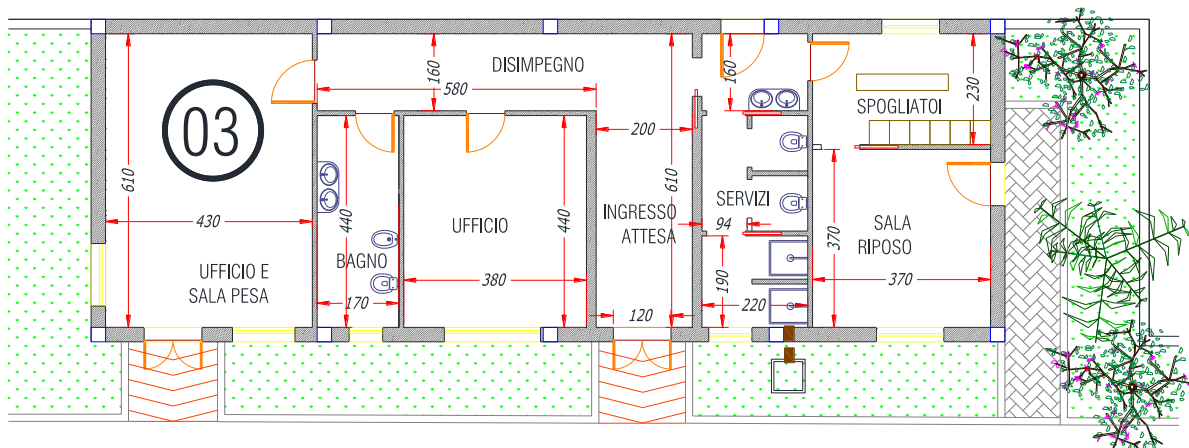 03
610
430
UFFICIO E
SALA PESA
160
580
DISIMPEGNO
440
BAGNO
170
UFFICIO
380
440
200
610
INGRESSO
ATTESA
120
160
SERVIZI
94
190
220
SPOGLIATOI
230
370
SALA
RIPOSO
370